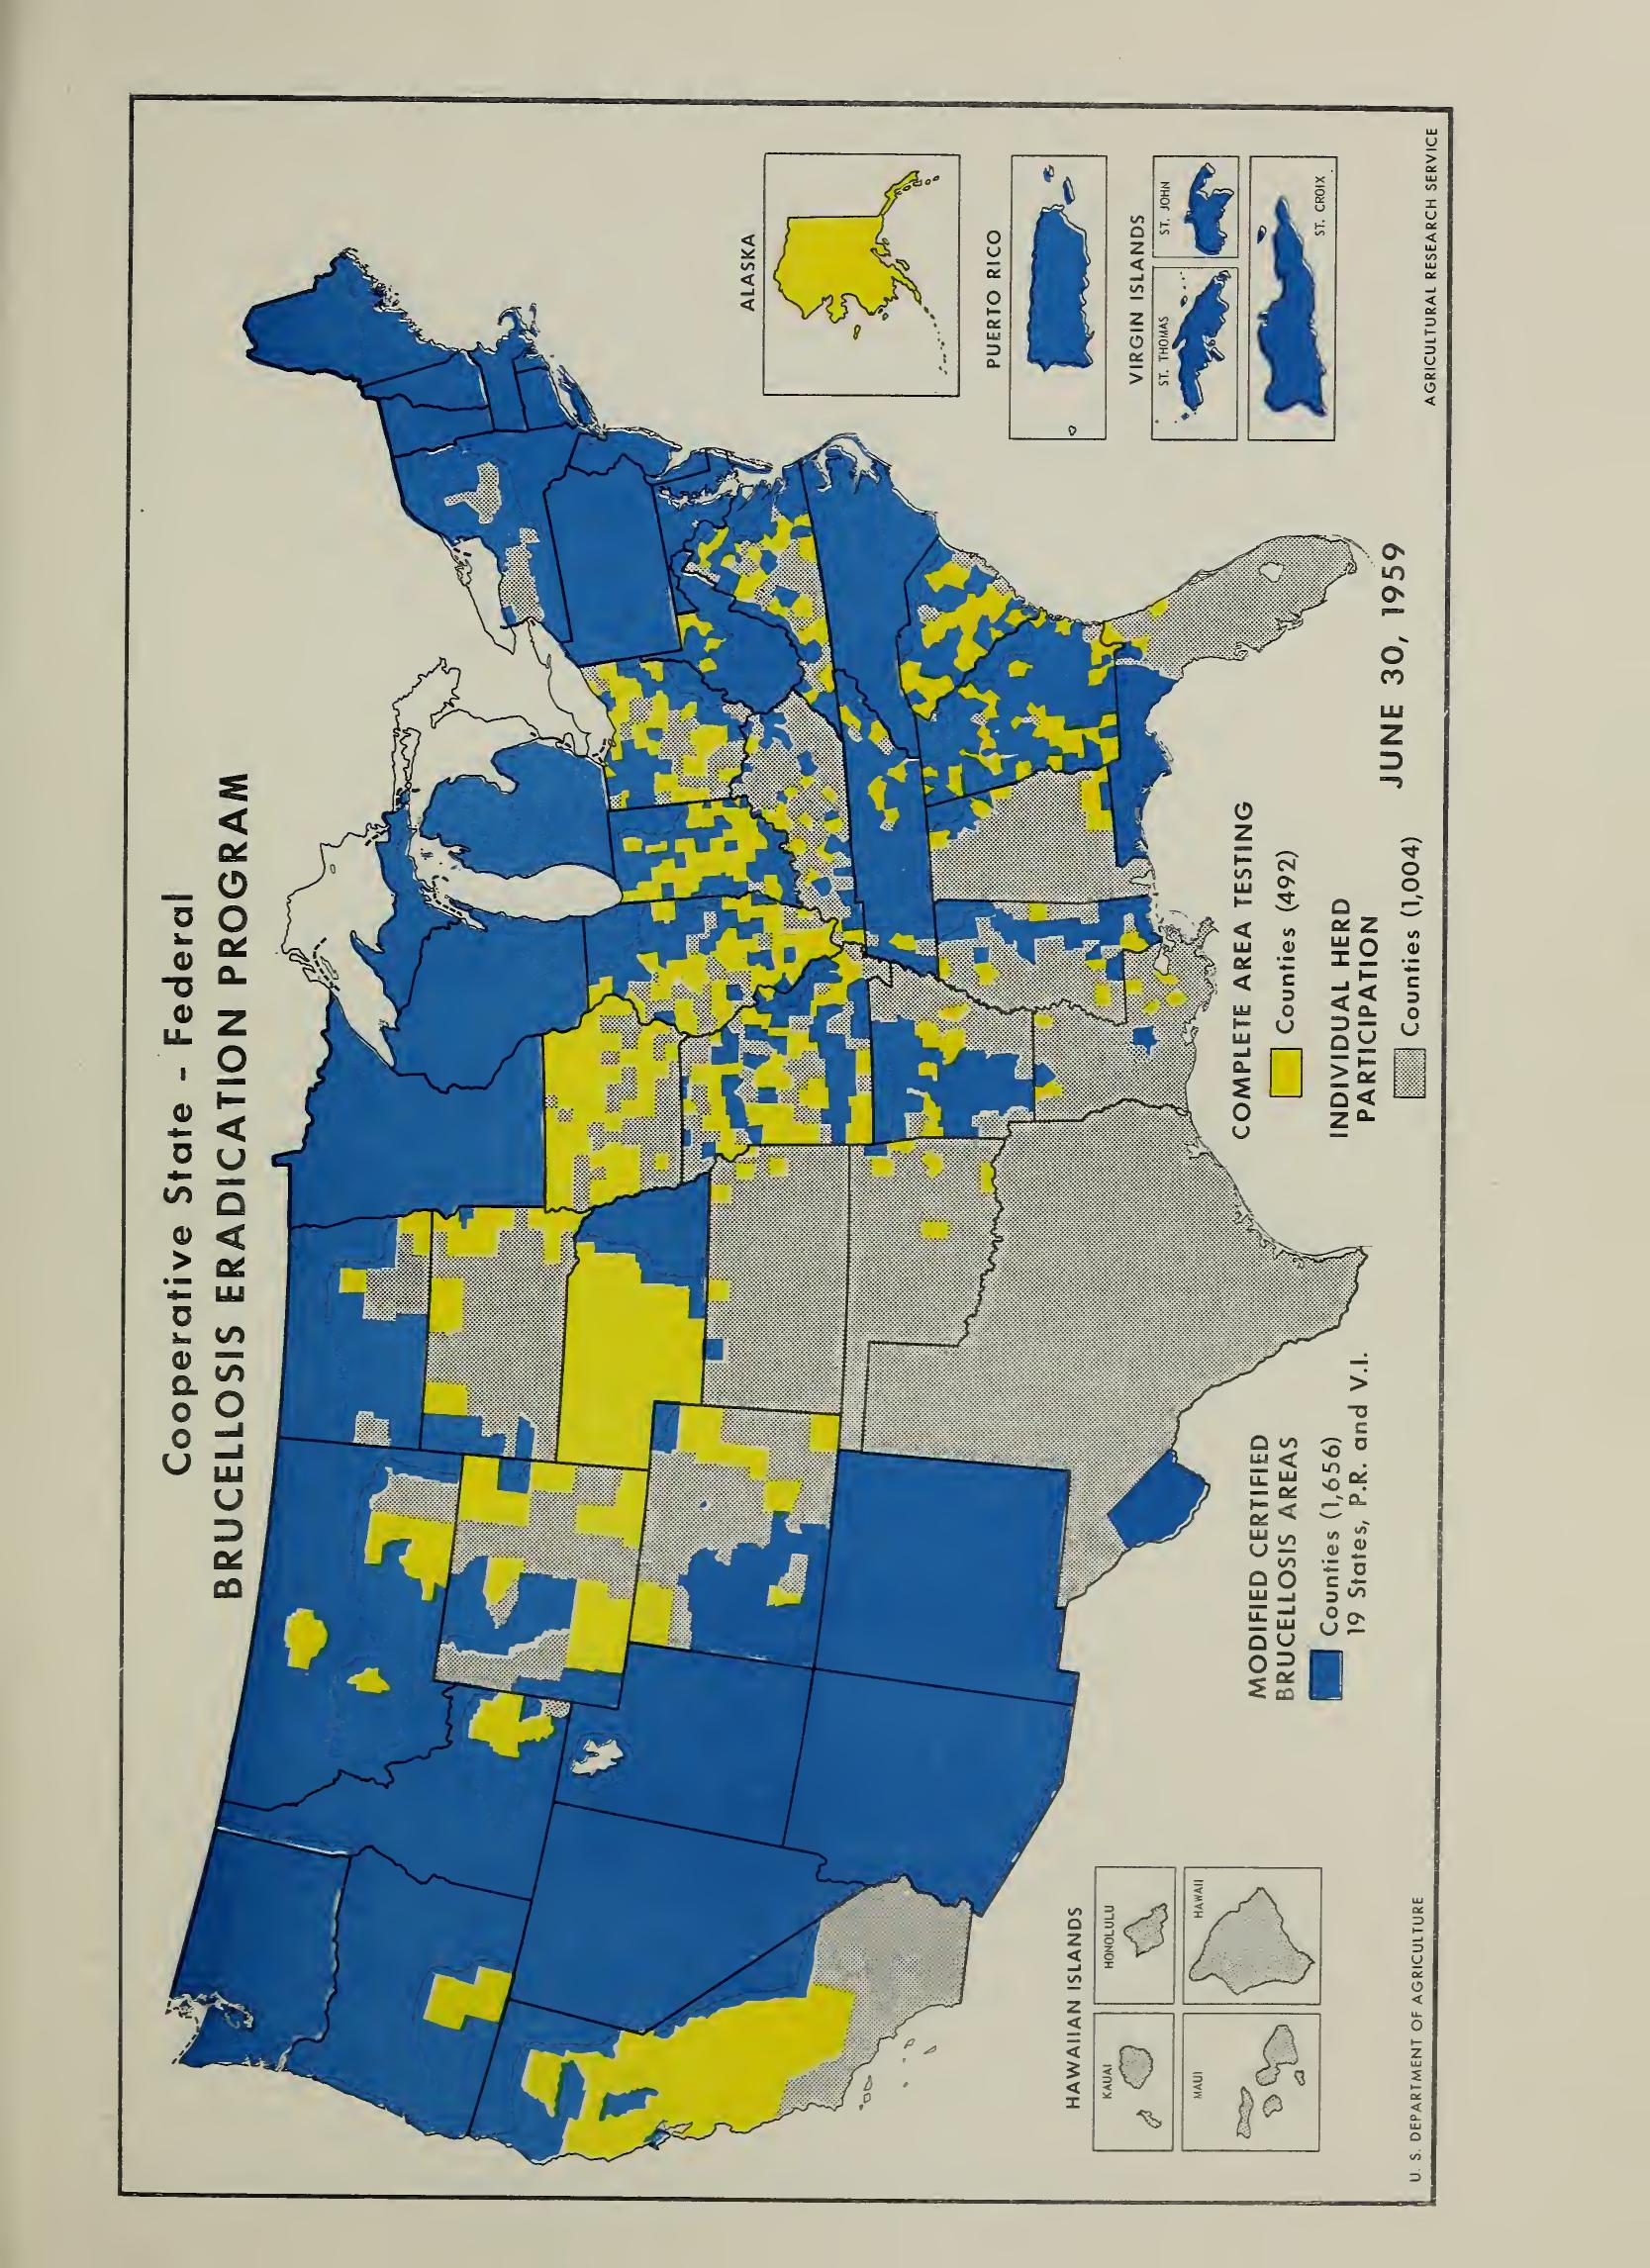 Cooperative State - Federal
BRUCELLOSIS ERADICATION PROGRAM
ALASKA
PUERTO RICO
VIRGIN ISLANDS
ST. THOMAS
ST. JOHN
ST. CROIX
HAWAIIAN ISLANDS
KAUAI
HONOLULU
MAUI
HAWAII
MODIFIED CERTIFIED
BRUCELLOSIS AREAS
Counties (1,656)
19 States, P.R. and V.I.
COMPLETE AREA TESTING
Counties (492)
INDIVIDUAL HERD
PARTICIPATION
Counties (1,004)
JUNE 30, 1959
U. S. DEPARTMENT OF AGRICULTURE
AGRICULTURAL RESEARCH SERVICE